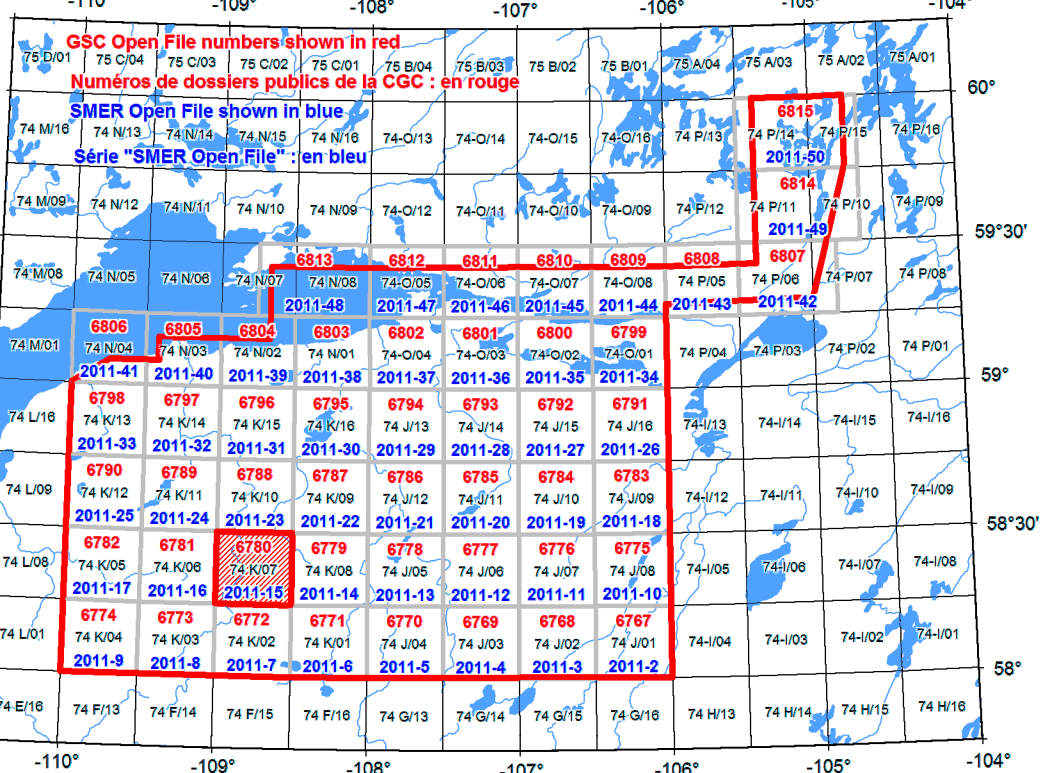 -110° -109° -108° -107° -106° -105° -104°
GSC Open File numbers shown in red
75 D/01 75 C/04 75 C/03 75 C/02 75 C/01 75 B/04 75 B/03 75 B/02 75 B/01 75 A/04 75 A/03 75 A/02 75 A/01
Numéros de dossiers publics de la CGC : en rouge
60°
SMER Open File shown in blue
6815
74 M/16 74 N/13 74 N/14 74 N/15 74 N/16 74-O/13 74-O/14 74-O/15 74-O/16 74 P/13 74 P/14 74 P/15 74 P/16
Série "SMER Open File" : en bleu
2011-50
6814
74 M/09 74 N/12 74 N/11 74 N/10 74 N/09 74-O/12 74-O/11 74-O/10 74-O/09 74 P/12 74 P/11 74 P/10 74 P/09
2011-49
59°30'
6813 6812 6811 6810 6809 6808 6807
74 M/08 74 N/05 74 N/06 74 N/07 74 N/08 74-O/05 74-O/06 74-O/07 74-O/08 74 P/05 74 P/06 74 P/07 74 P/08
2011-48 2011-47 2011-46 2011-45 2011-44 2011-43 2011-42
6806 6805 6804 6803 6802 6801 6800 6799
74 M/01 74 N/04 74 N/03 74 N/02 74 N/01 74-O/04 74-O/03 74-O/02 74-O/01 74 P/04 74 P/03 74 P/02 74 P/01
2011-41 2011-40 2011-39 2011-38 2011-37 2011-36 2011-35 2011-34
59°
6798 6797 6796 6795 6794 6793 6792 6791
74 L/16 74 K/13 74 K/14 74 K/15 74 K/16 74 J/13 74 J/14 74 J/15 74 J/16 74-I/13 74-I/14 74-I/15 74-I/16
2011-33 2011-32 2011-31 2011-30 2011-29 2011-28 2011-27 2011-26
6790 6789 6788 6787 6786 6785 6784 6783
74 L/09 74 K/12 74 K/11 74 K/10 74 K/09 74 J/12 74 J/11 74 J/10 74 J/09 74-I/12 74-I/11 74-I/10 74-I/09
2011-25 2011-24 2011-23 2011-22 2011-21 2011-20 2011-19 2011-18
58°30'
6782 6781 6780 6779 6778 6777 6776 6775
74 L/08 74 K/05 74 K/06 74 K/07 74 K/08 74 J/05 74 J/06 74 J/07 74 J/08 74-I/05 74-I/06 74-I/07 74-I/08
2011-17 2011-16 2011-15 2011-14 2011-13 2011-12 2011-11 2011-10
6774 6773 6772 6771 6770 6769 6768 6767
74 L/01 74 K/04 74 K/03 74 K/02 74 K/01 74 J/04 74 J/03 74 J/02 74 J/01 74-I/04 74-I/03 74-I/02 74-I/01
2011-9 2011-8 2011-7 2011-6 2011-5 2011-4 2011-3 2011-2
58°
74 E/16 74 F/13 74 F/14 74 F/15 74 F/16 74 G/13 74 G/14 74 G/15 74 G/16 74 H/13 74 H/14 74 H/15 74 H/16
-110° -109° -108° -107° -106° -105° -104°